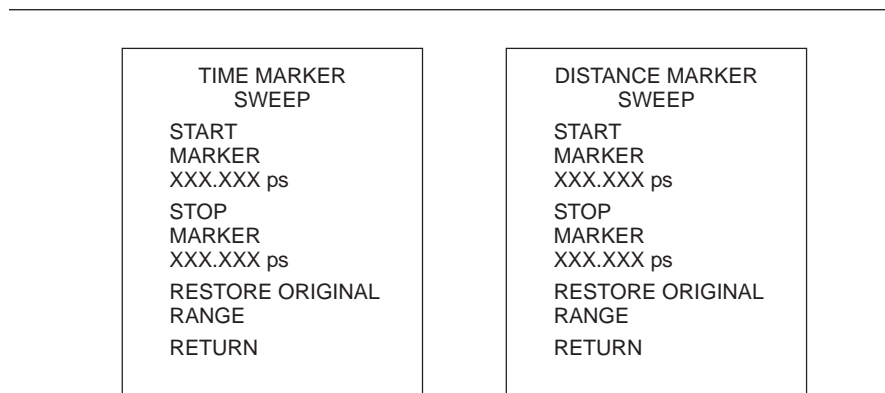 TIME MARKER
SWEEP
START
MARKER
XXX.XXX ps
STOP
MARKER
XXX.XXX ps
RESTORE ORIGINAL
RANGE
RETURN
DISTANCE MARKER
SWEEP
START
MARKER
XXX.XXX ps
STOP
MARKER
XXX.XXX ps
RESTORE ORIGINAL
RANGE
RETURN